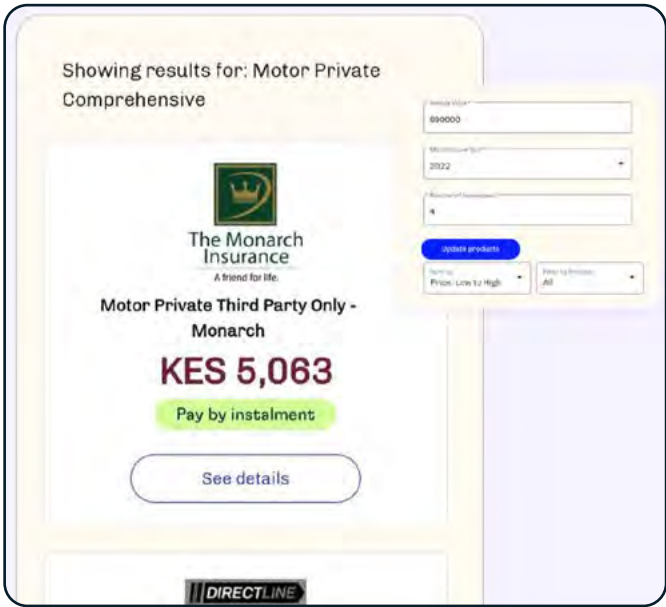 Showing results for: Motor Private
Comprehensive
The Monarch
Insurance
A friend for life.
Motor Private Third Party Only -
Monarch
KES 5,063
Pay by instalment
See details
DIRECTLINE
2022
4
Update products
Price: Low to High
All